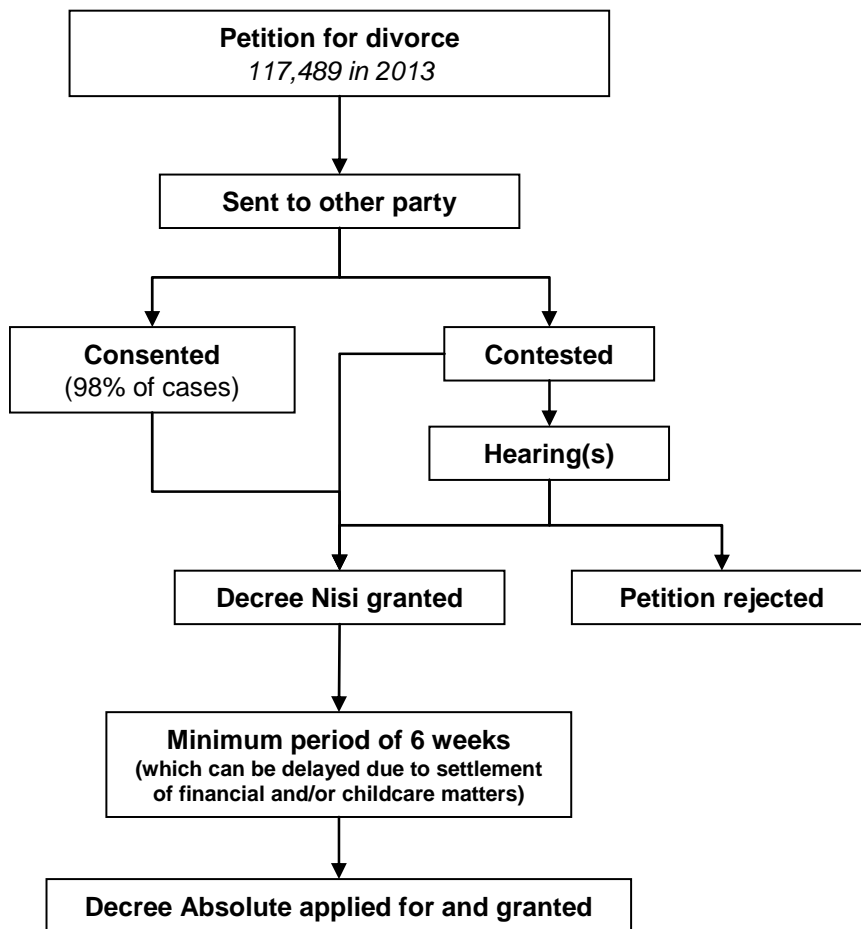 Petition for divorce
117,489 in 2013
Sent to other party
Consented
(98% of cases)
Contested
Hearing(s)
Decree Nisi granted
Petition rejected
Minimum period of 6 weeks
(which can be delayed due to settlement
of financial and/or childcare matters)
Decree Absolute applied for and granted